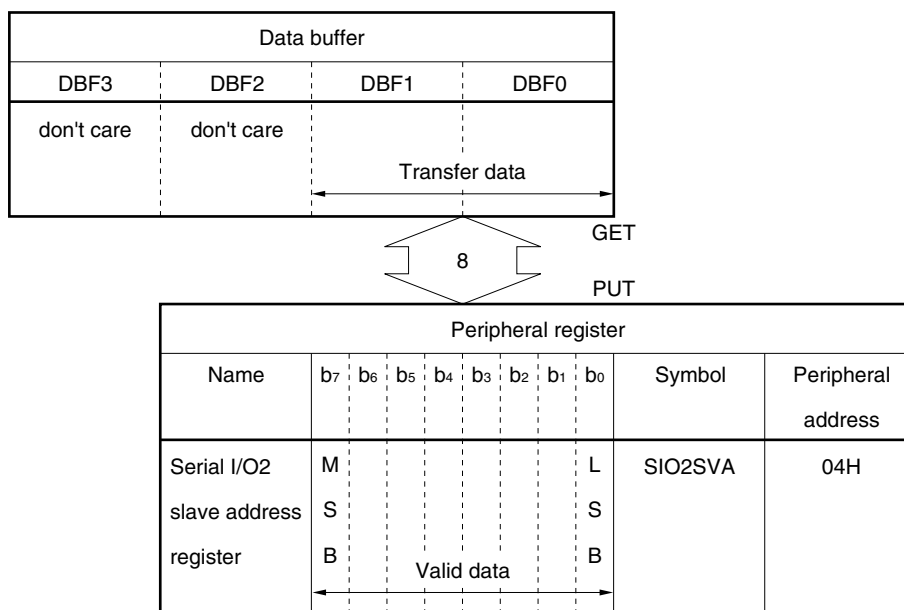 Data buffer
DBF3 DBF2 DBF1 DBF0
don't care don't care
Transfer data
GET
8
PUT
Peripheral register
Name b7 b6 b5 b4 b3 b2 b1 b0 Symbol Peripheral
address
Serial I/O2 M L SIO2SVA 04H
slave address S S
register B B
Valid data